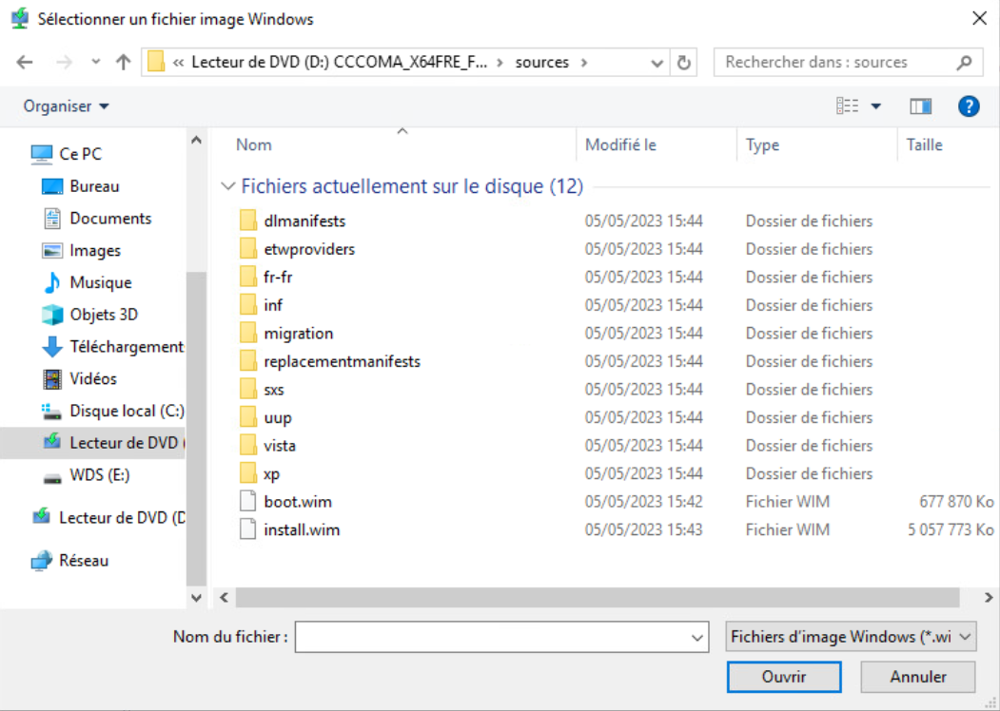 Sélectionner un fichier image Windows
« Lecteur de DVD (D:) CCCOMA_X64FRE_F... › sources ›
Rechercher dans : sources
Organiser
Ce PC
Bureau
Documents
Images
Musique
Objets 3D
Téléchargement
Vidéos
Disque local (C:)
Lecteur de DVD (
WDS (E:)
Lecteur de DVD (D
Réseau
Nom Modifié le Type Taille
Fichiers actuellement sur le disque (12)
dlmanifests 05/05/2023 15:44 Dossier de fichiers
etwproviders 05/05/2023 15:44 Dossier de fichiers
fr-fr 05/05/2023 15:44 Dossier de fichiers
inf 05/05/2023 15:44 Dossier de fichiers
migration 05/05/2023 15:44 Dossier de fichiers
replacementmanifests 05/05/2023 15:44 Dossier de fichiers
sxs 05/05/2023 15:44 Dossier de fichiers
uup 05/05/2023 15:44 Dossier de fichiers
vista 05/05/2023 15:44 Dossier de fichiers
xp 05/05/2023 15:44 Dossier de fichiers
boot.wim 05/05/2023 15:42 Fichier WIM 677 870 Ko
install.wim 05/05/2023 15:43 Fichier WIM 5 057 773 Ko
Nom du fichier :
Fichiers d'image Windows (*.wi
Ouvrir
Annuler